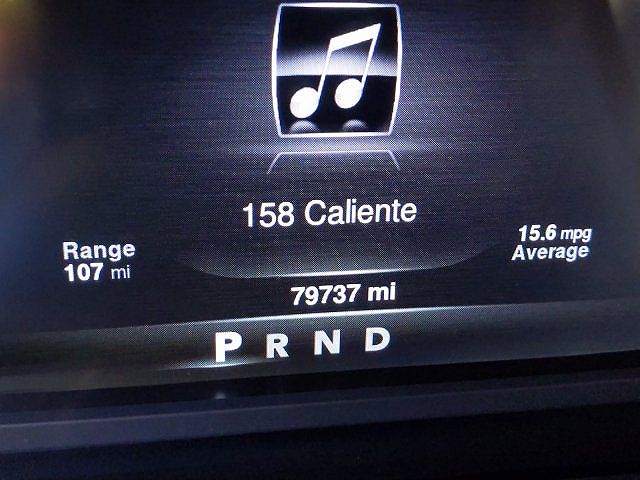 158 Caliente
Range
107 mi
15.6 mpg
Average
79737 mi
P R N D